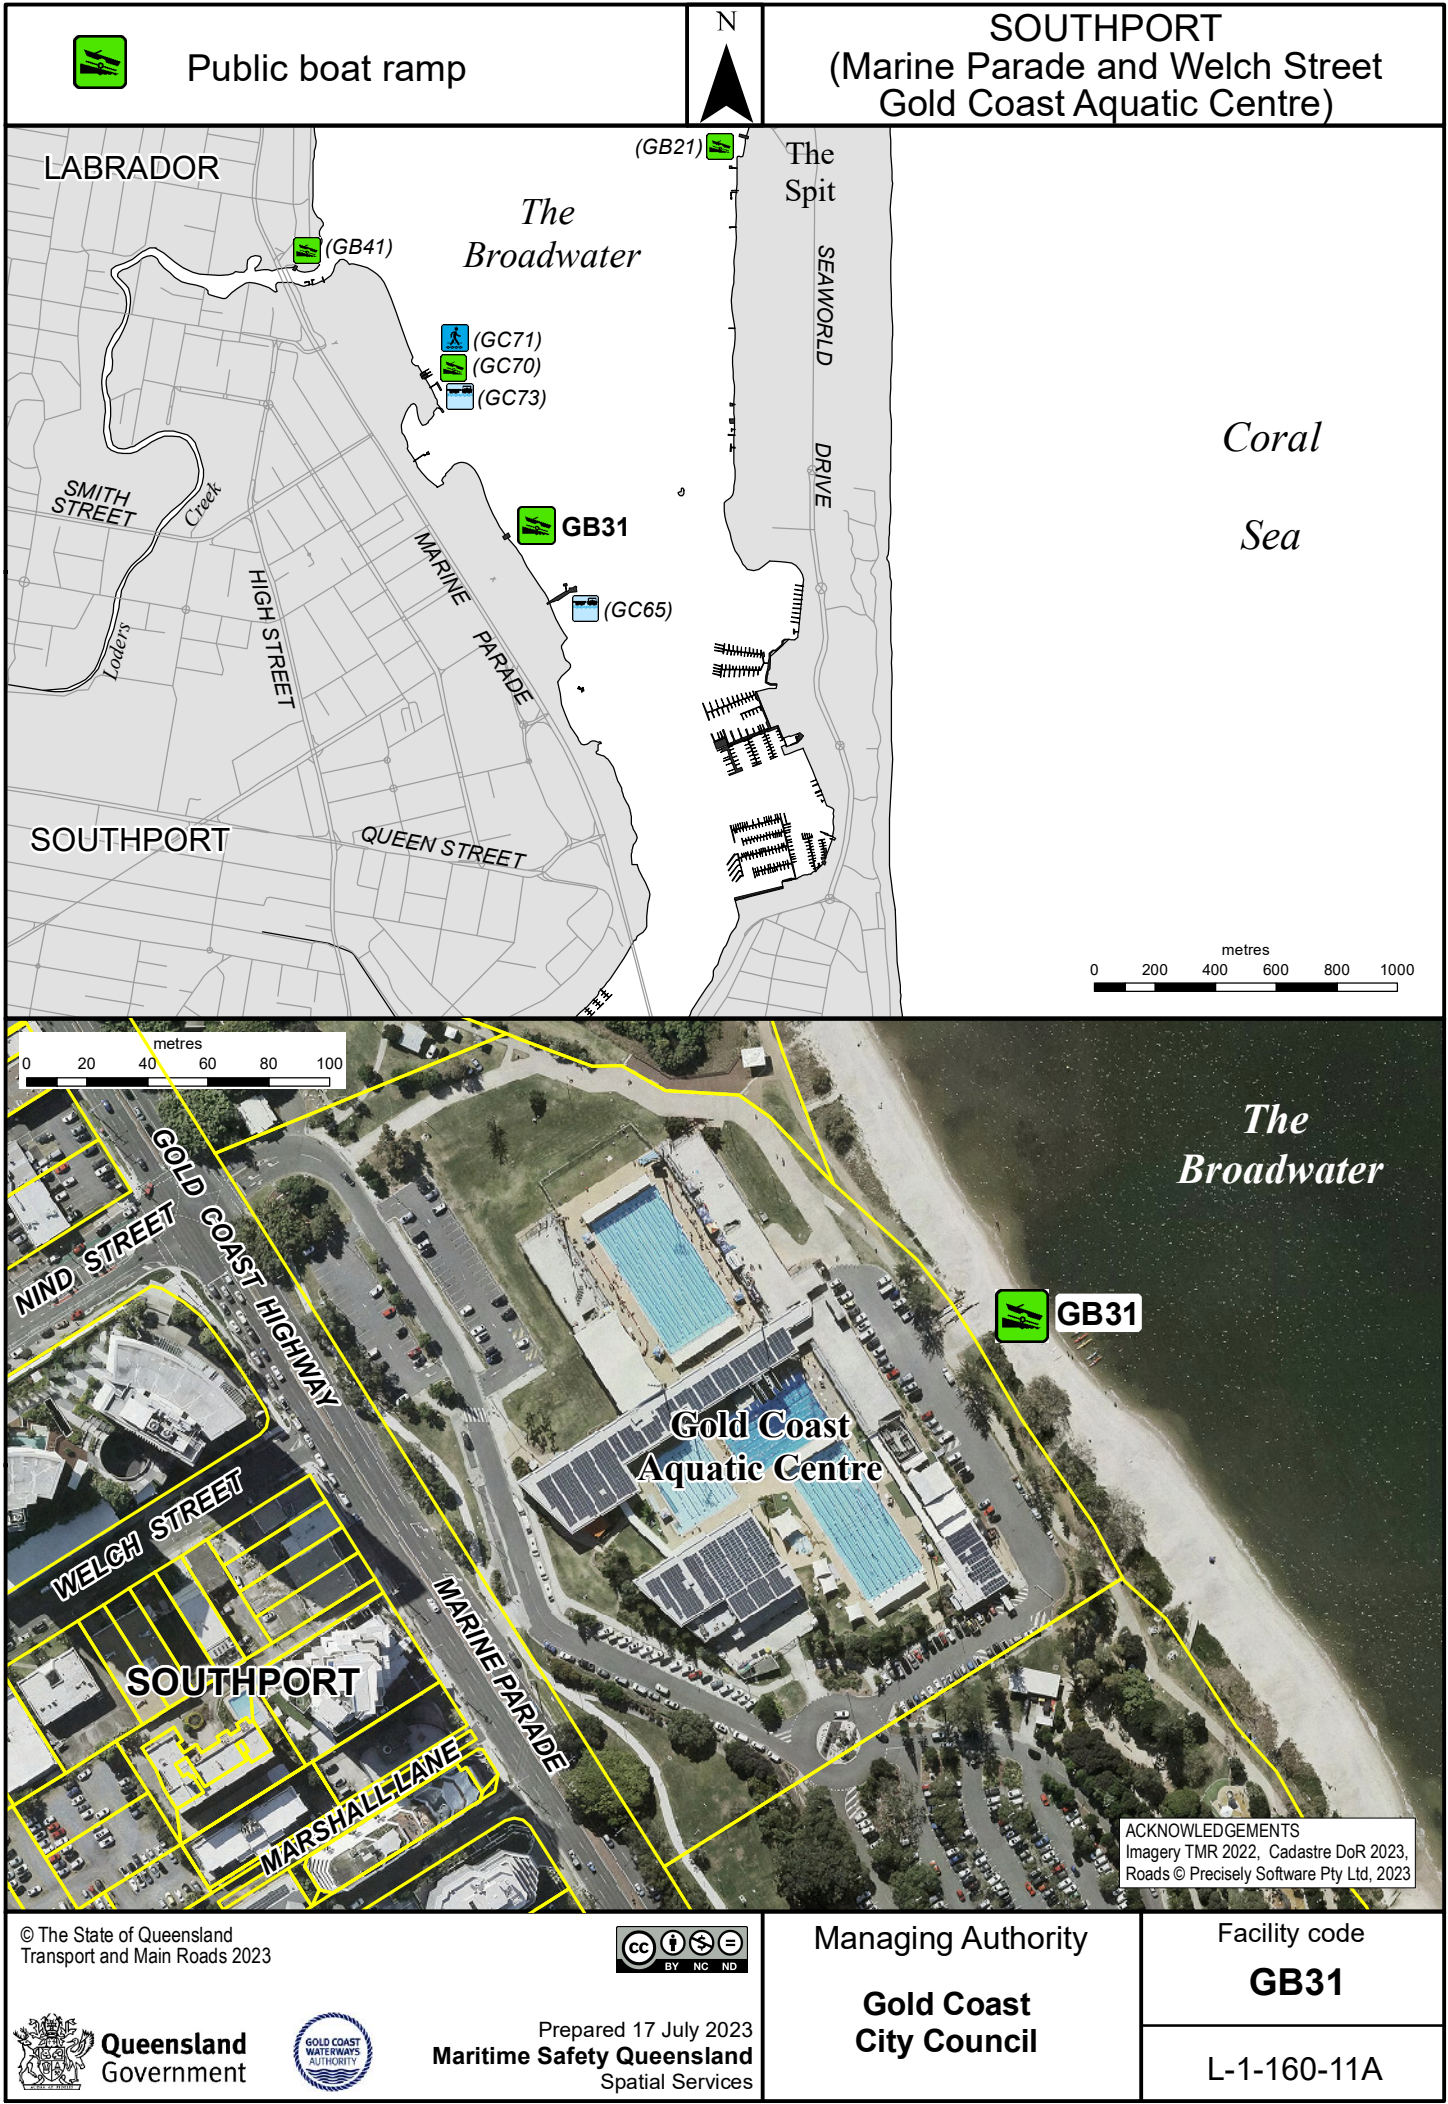 Public boat ramp
N
SOUTHPORT
(Marine Parade and Welch Street
Gold Coast Aquatic Centre)
LABRADOR
(GB21)
The
Spit
The
Broadwater
(GB41)
SEAWORLD
DRIVE
(GC71)
(GC70)
(GC73)
Coral
Sea
SMITH
STREET
Creek
Loders
GB31
MARINE
PARADE
HIGH STREET
(GC65)
SOUTHPORT
QUEEN STREET
metres
0 200 400 600 800 1000
metres
0 20 40 60 80 100
The
Broadwater
GOLD COAST HIGHWAY
NIND STREET
GB31
Gold Coast
Aquatic Centre
WELCH STREET
MARINE PARADE
SOUTHPORT
MARSHALL LANE
ACKNOWLEDGEMENTS
Imagery TMR 2022, Cadastre DoR 2023,
Roads © Precisely Software Pty Ltd, 2023
© The State of Queensland
Transport and Main Roads 2023
cc
BY NC ND
Queensland
Government
GOLD COAST
WATERWAYS
AUTHORITY
Prepared 17 July 2023
Maritime Safety Queensland
Spatial Services
Managing Authority
Gold Coast
City Council
Facility code
GB31
L-1-160-11A